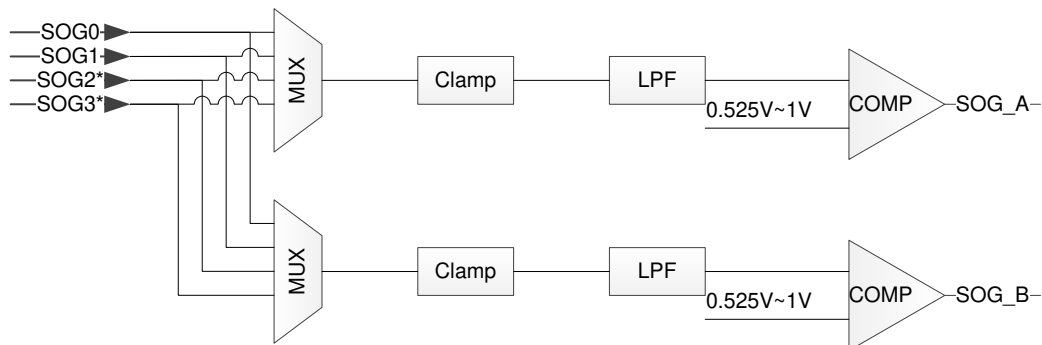 SOG0
SOG1
SOG2*
SOG3*
MUX
Clamp
LPF
0.525V~1V
COMP
SOG_A
MUX
Clamp
LPF
0.525V~1V
COMP
SOG_B